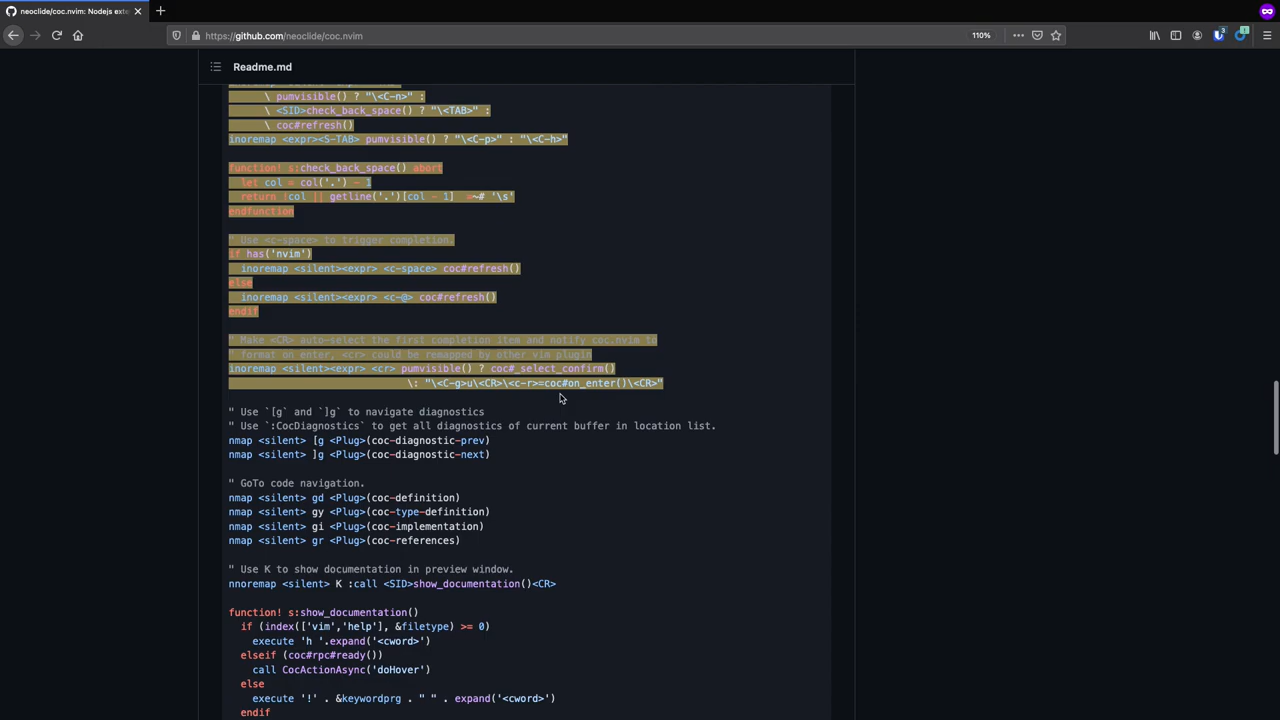 neoclide/coc.nvim: Nodejs exte
https://github.com/neoclide/coc.nvim
110%
Readme.md
\ pumvisible() ? "\<C-n>" :
\ <SID>check_back_space() ? "\<TAB>" :
\ coc#refresh()
inoremap <expr><S-TAB> pumvisible() ? "\<C-p>" : "\<C-h>"
function! s:check_back_space() abort
let col = col('.') - 1
return !col || getline('.')[col - 1]  =~# '\s'
endfunction
" Use <c-space> to trigger completion.
if has('nvim')
inoremap <silent><expr> <c-space> coc#refresh()
else
inoremap <silent><expr> <c-@> coc#refresh()
endif
" Make <CR> auto-select the first completion item and notify coc.nvim to
" format on enter, <cr> could be remapped by other vim plugin
inoremap <silent><expr> <cr> pumvisible() ? coc#_select_confirm()
\: "\<C-g>u\<CR>\<c-r>=coc#on_enter()\<CR>"
" Use `[g` and `]g` to navigate diagnostics
" Use `:CocDiagnostics` to get all diagnostics of current buffer in location list.
nmap <silent> [g <Plug>(coc-diagnostic-prev)
nmap <silent> ]g <Plug>(coc-diagnostic-next)
" GoTo code navigation.
nmap <silent> gd <Plug>(coc-definition)
nmap <silent> gy <Plug>(coc-type-definition)
nmap <silent> gi <Plug>(coc-implementation)
nmap <silent> gr <Plug>(coc-references)
" Use K to show documentation in preview window.
nnoremap <silent> K :call <SID>show_documentation()<CR>
function! s:show_documentation()
if (index(['vim','help'], &filetype) >= 0)
execute 'h '.expand('<cword>')
elseif (coc#rpc#ready())
call CocActionAsync('doHover')
else
execute '!' . &keywordprg . " " . expand('<cword>')
endif